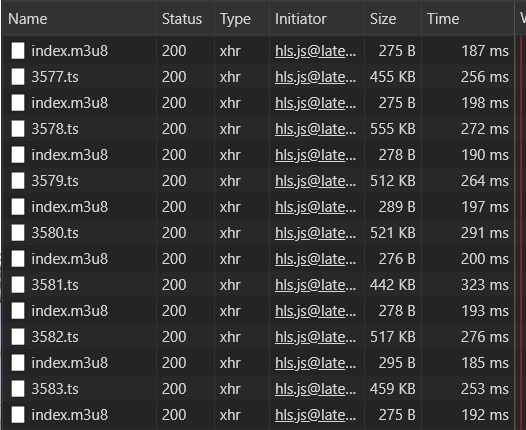 Name Status Type Initiator Size Time
index.m3u8 200 xhr hls.js@late... 275 B 187 ms
3577.ts 200 xhr hls.js@late... 455 KB 256 ms
index.m3u8 200 xhr hls.js@late... 275 B 198 ms
3578.ts 200 xhr hls.js@late... 555 KB 272 ms
index.m3u8 200 xhr hls.js@late... 278 B 190 ms
3579.ts 200 xhr hls.js@late... 512 KB 264 ms
index.m3u8 200 xhr hls.js@late... 289 B 197 ms
3580.ts 200 xhr hls.js@late... 521 KB 291 ms
index.m3u8 200 xhr hls.js@late... 276 B 200 ms
3581.ts 200 xhr hls.js@late... 442 KB 323 ms
index.m3u8 200 xhr hls.js@late... 278 B 193 ms
3582.ts 200 xhr hls.js@late... 517 KB 276 ms
index.m3u8 200 xhr hls.js@late... 295 B 185 ms
3583.ts 200 xhr hls.js@late... 459 KB 253 ms
index.m3u8 200 xhr hls.js@late... 275 B 192 ms